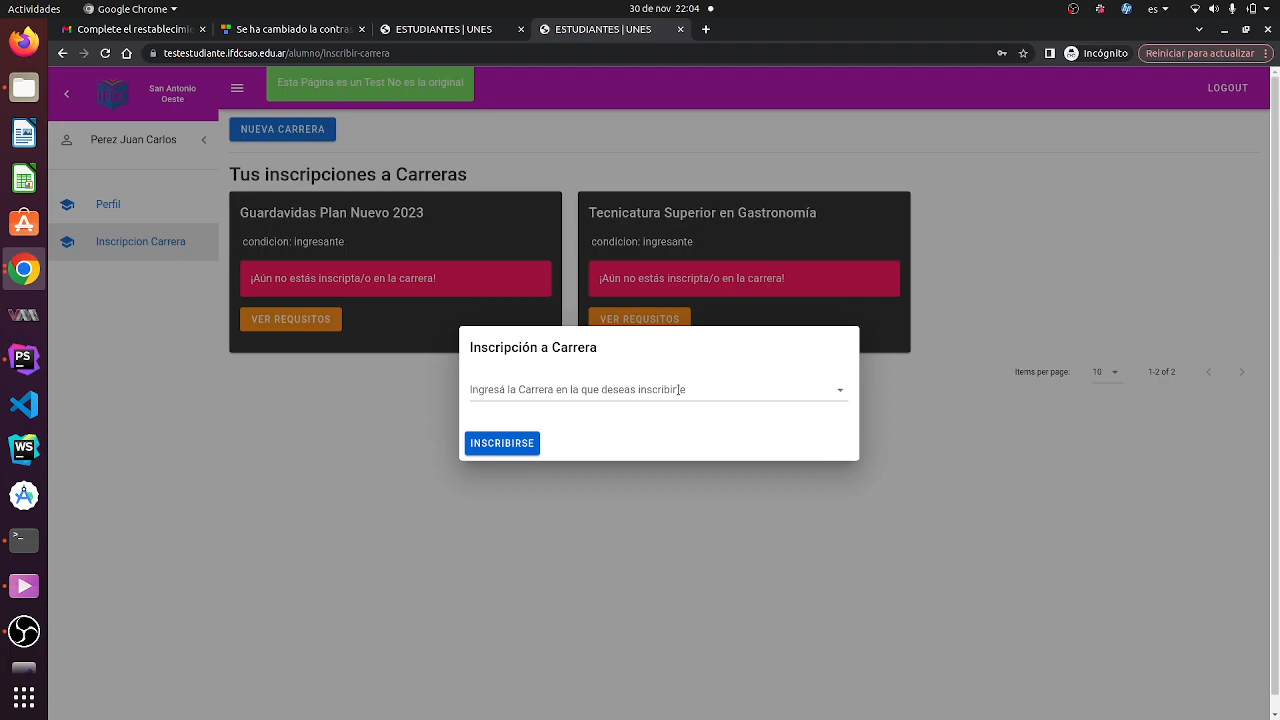 Actividades
Google Chrome
30 de nov 22:04
es
Complete el restablecimie
Se ha cambiado la contras
ESTUDIANTES | UNES
ESTUDIANTES | UNES
testestudiante.ifdcsao.edu.ar/alumno/inscribir-carrera
Incógnito
Reiniciar para actualizar
San Antonio
Oeste
Esta Página es un Test No es la original
LOGOUT
Perez Juan Carlos
NUEVA CARRERA
Tus inscripciones a Carreras
Perfil
Inscripcion Carrera
Guardavidas Plan Nuevo 2023
condicion: ingresante
¡Aún no estás inscripta/o en la carrera!
VER REQUSITOS
Tecnicatura Superior en Gastronomía
condicion: ingresante
¡Aún no estás inscripta/o en la carrera!
VER REQUSITOS
Inscripción a Carrera
Ingresá la Carrera en la que deseas inscribirte
INSCRIBIRSE
Items per page:
10
1-2 of 2
PS
WS